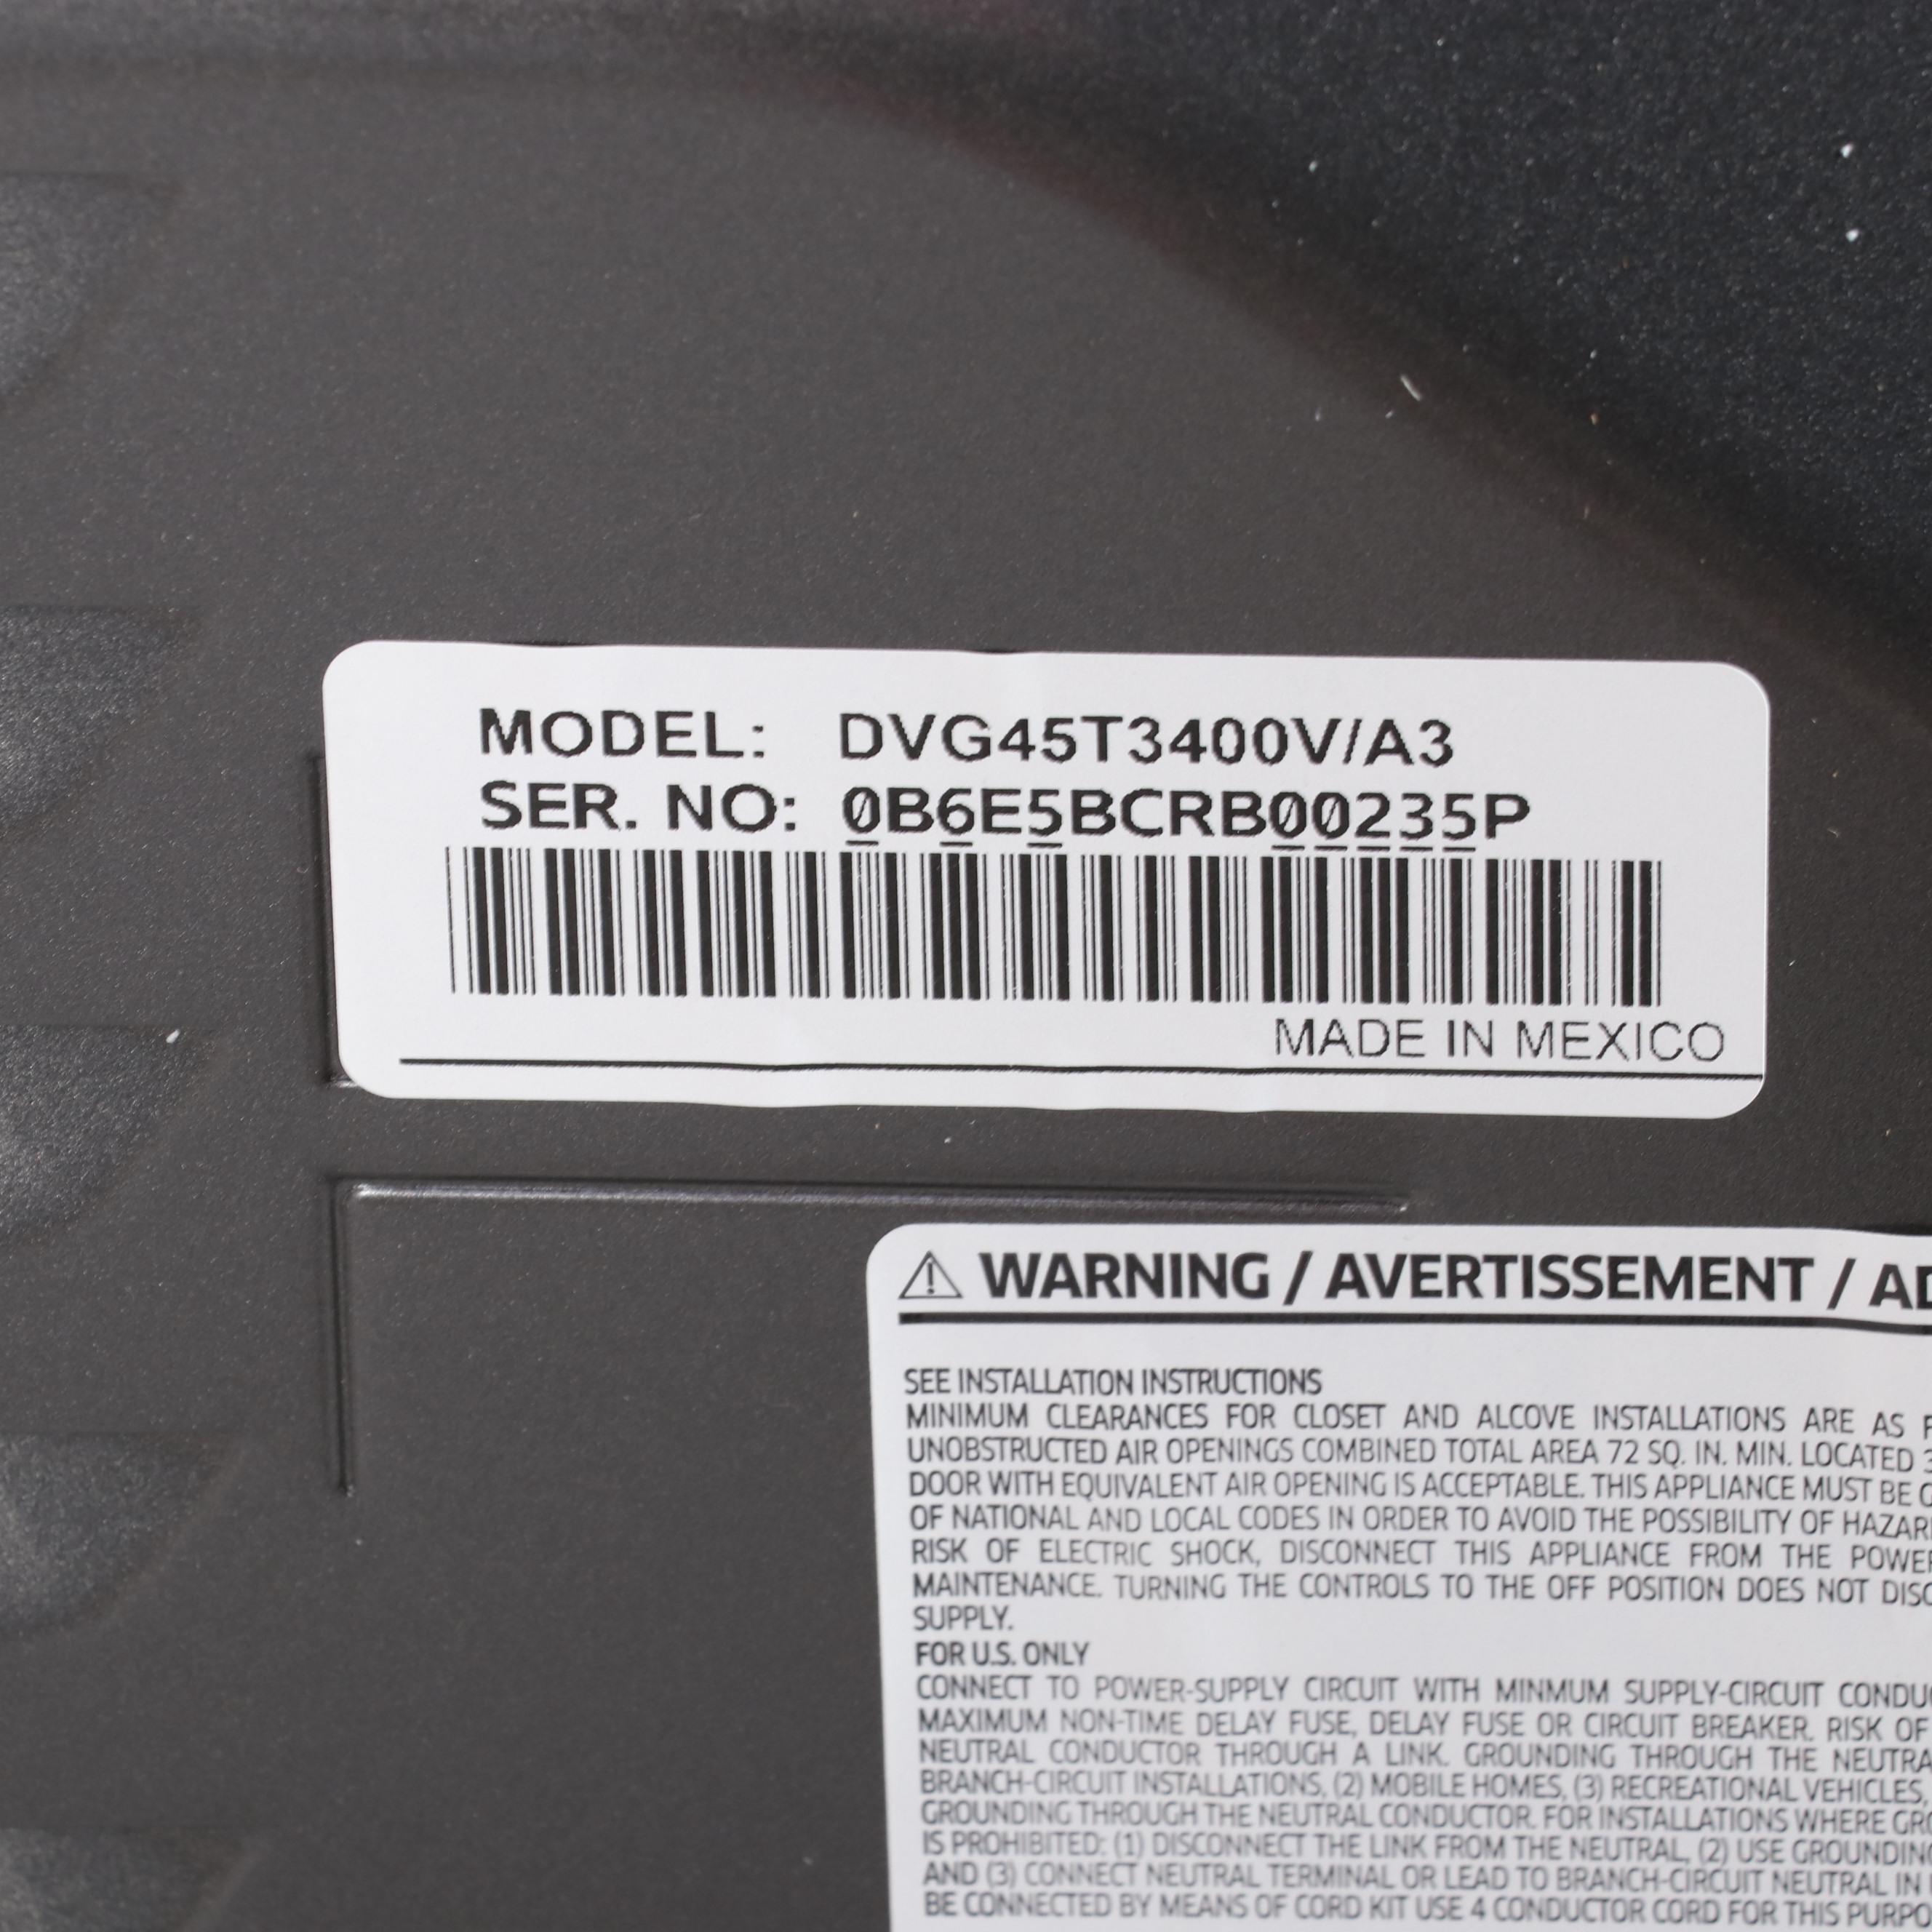 MODEL: DVG45T3400V/A3
SER. NO: 0B6E5BCRB00235P
MADE IN MEXICO
WARNING / AVERTISSEMENT /
SEE INSTALLATION INSTRUCTIONS
MINIMUM CLEARANCES FOR CLOSET AND ALCOVE INSTALLATIONS ARE AS
UNOBSTRUCTED AIR OPENINGS COMBINED TOTAL AREA 72 SQ. IN. MIN. LOCATED
DOOR WITH EQUIVALENT AIR OPENING IS ACCEPTABLE. THIS APPLIANCE MUST BE
OF NATIONAL AND LOCAL CODES IN ORDER TO AVOID THE POSSIBILITY OF
RISK OF ELECTRIC SHOCK, DISCONNECT THIS APPLIANCE FROM THE
MAINTENANCE. TURNING THE CONTROLS TO THE OFF POSITION DOES NOT
SUPPLY.
FOR U.S. ONLY
CONNECT TO POWER-SUPPLY CIRCUIT WITH MINMUM SUPPLY-CIRCUIT
MAXIMUM NON-TIME DELAY FUSE, DELAY FUSE OR CIRCUIT BREAKER. RISK OF
NEUTRAL CONDUCTOR THROUGH A LINK. GROUNDING THROUGH THE
BRANCH-CIRCUIT INSTALLATIONS, (2) MOBILE HOMES, (3) RECREATIONAL VEHICLES,
GROUNDING THROUGH THE NEUTRAL CONDUCTOR. FOR INSTALLATIONS WHERE
IS PROHIBITED: (1) DISCONNECT THE LINK FROM THE NEUTRAL, (2) USE
AND (3) CONNECT NEUTRAL TERMINAL OR LEAD TO BRANCH-CIRCUIT NEUTRAL IN
BE CONNECTED BY MEANS OF CORD KIT USE 4 CONDUCTOR CORD FOR THIS